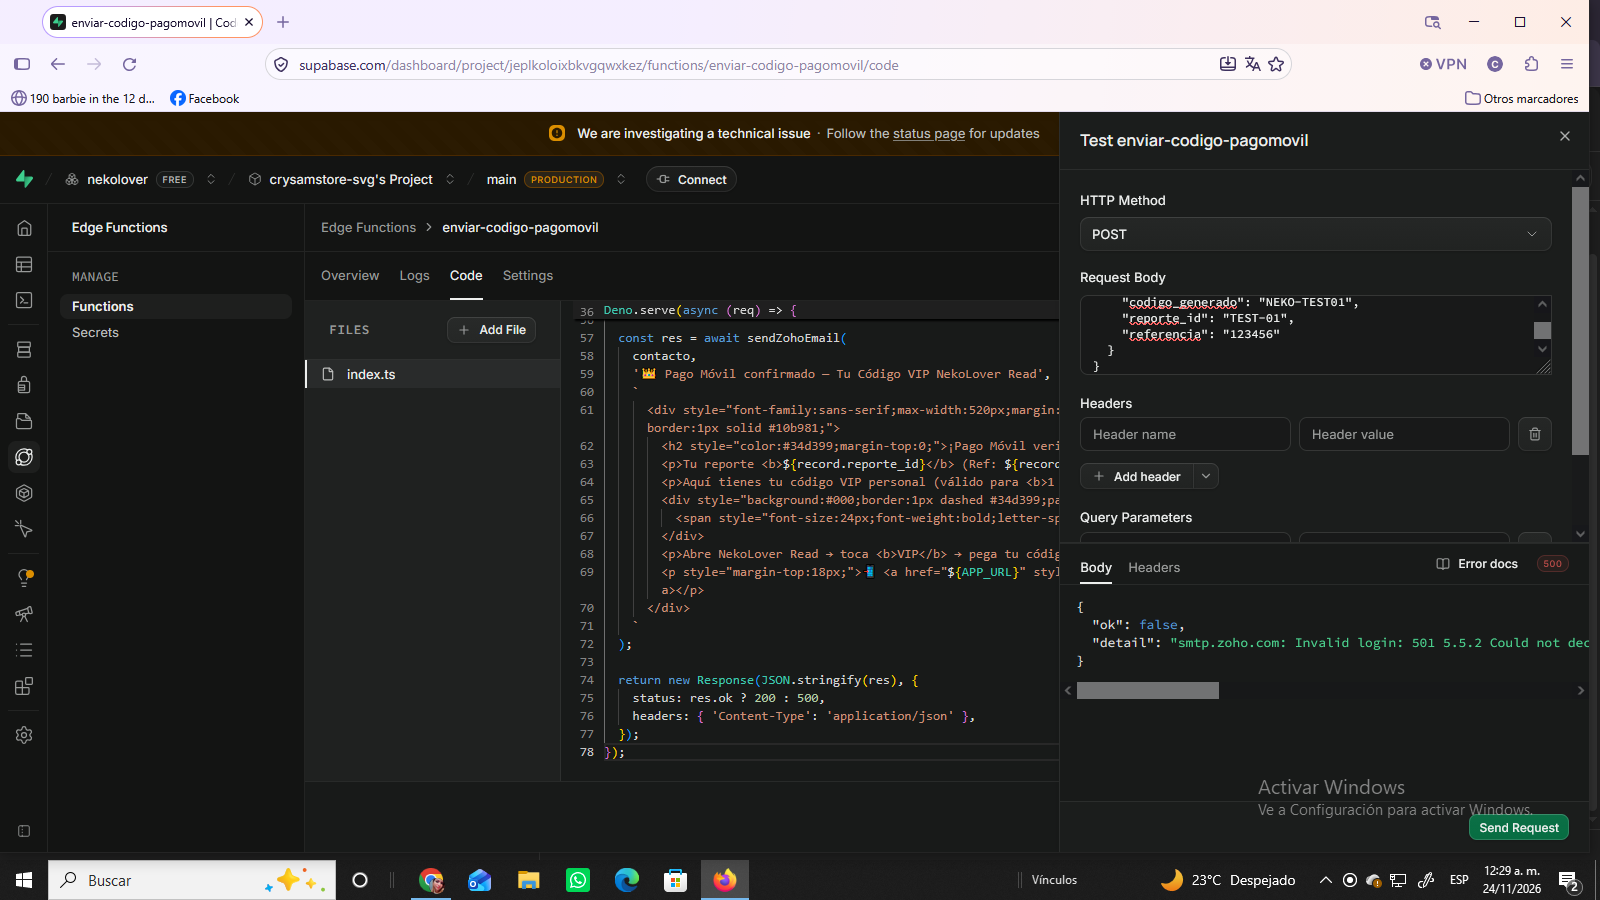 enviar-codigo-pagomovil | Cod
supabase.com/dashboard/project/jeplkoloixbkvgqwxkez/functions/enviar-codigo-pagomovil/code
VPN
C
190 barbie in the 12 d...
Facebook
Otros marcadores
We are investigating a technical issue · Follow the status page for updates
nekolover FREE
crysamstore-svg's Project
main PRODUCTION
Connect
Edge Functions
MANAGE
Functions
Secrets
Edge Functions > enviar-codigo-pagomovil
Overview
Logs
Code
Settings
FILES
Add File
index.ts
36 Deno.serve(async (req) => {
57 const res = await sendZohoEmail(
58 contacto,
59 '👑 Pago Móvil confirmado — Tu Código VIP NekoLover Read',
60 `
61 <div style="font-family:sans-serif;max-width:520px;margin:
border:1px solid #10b981;">
62 <h2 style="color:#34d399;margin-top:0;">¡Pago Móvil veri
63 <p>Tu reporte <b>${record.reporte_id}</b> (Ref: ${record
64 <p>Aquí tienes tu código VIP personal (válido para <b>1
65 <div style="background:#000;border:1px dashed #34d399;pa
66 <span style="font-size:24px;font-weight:bold;letter-sp
67 </div>
68 <p>Abre NekoLover Read → toca <b>VIP</b> → pega tu códig
69 <p style="margin-top:18px;">📱 <a href="${APP_URL}" styl
a></p>
70 </div>
71 `
72 );
73
74 return new Response(JSON.stringify(res), {
75 status: res.ok ? 200 : 500,
76 headers: { 'Content-Type': 'application/json' },
77 });
78 });
Test enviar-codigo-pagomovil
HTTP Method
POST
Request Body
"codigo_generado": "NEKO-TEST01",
"reporte_id": "TEST-01",
"referencia": "123456"
}
}
Headers
Header name
Header value
Add header
Query Parameters
Body
Headers
Error docs
500
{
"ok": false,
"detail": "smtp.zoho.com: Invalid login: 501 5.5.2 Could not dec
}
Activar Windows
Ve a Configuración para activar Windows.
Send Request
Buscar
Vínculos
23°C Despejado
ESP
12:29 a. m.
24/11/2026
2